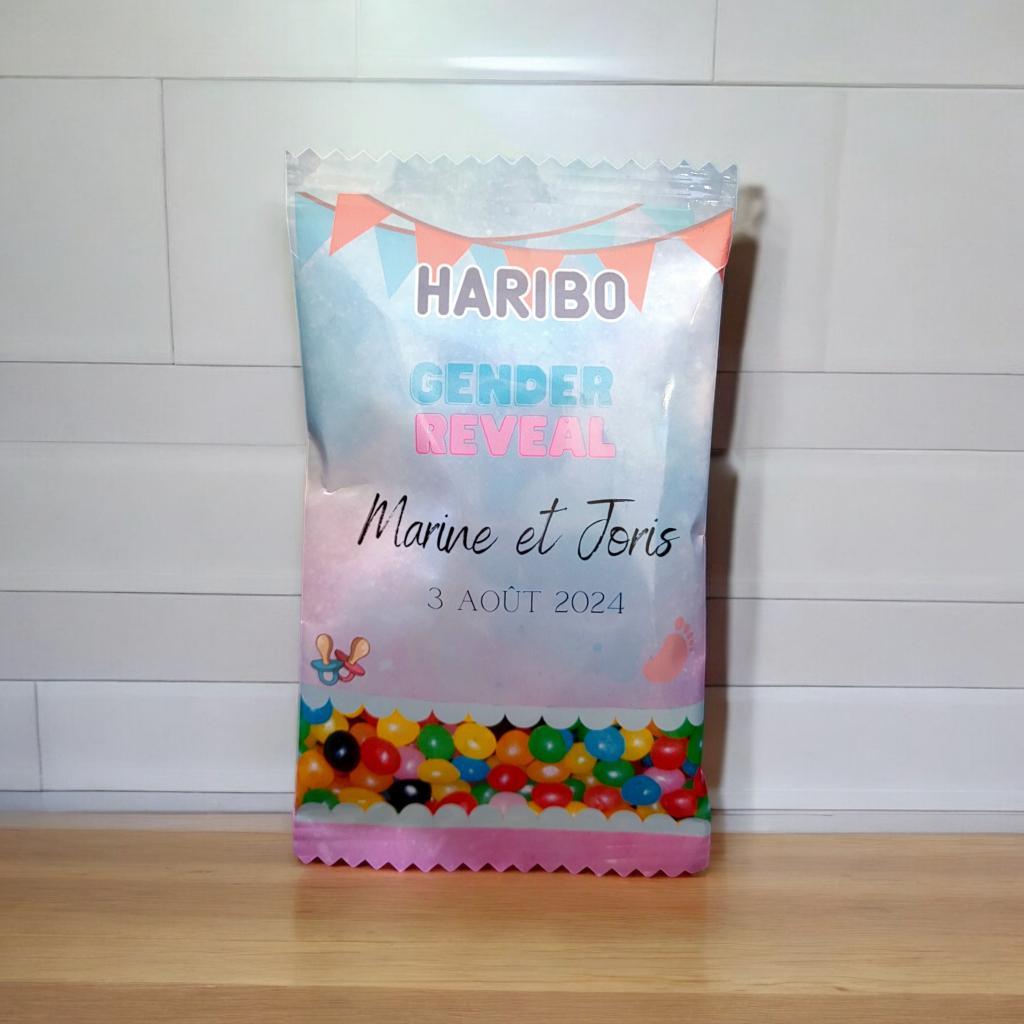 HARIBO
GENDER
REVEAL
Marine et Joris
3 AOÛT 2024